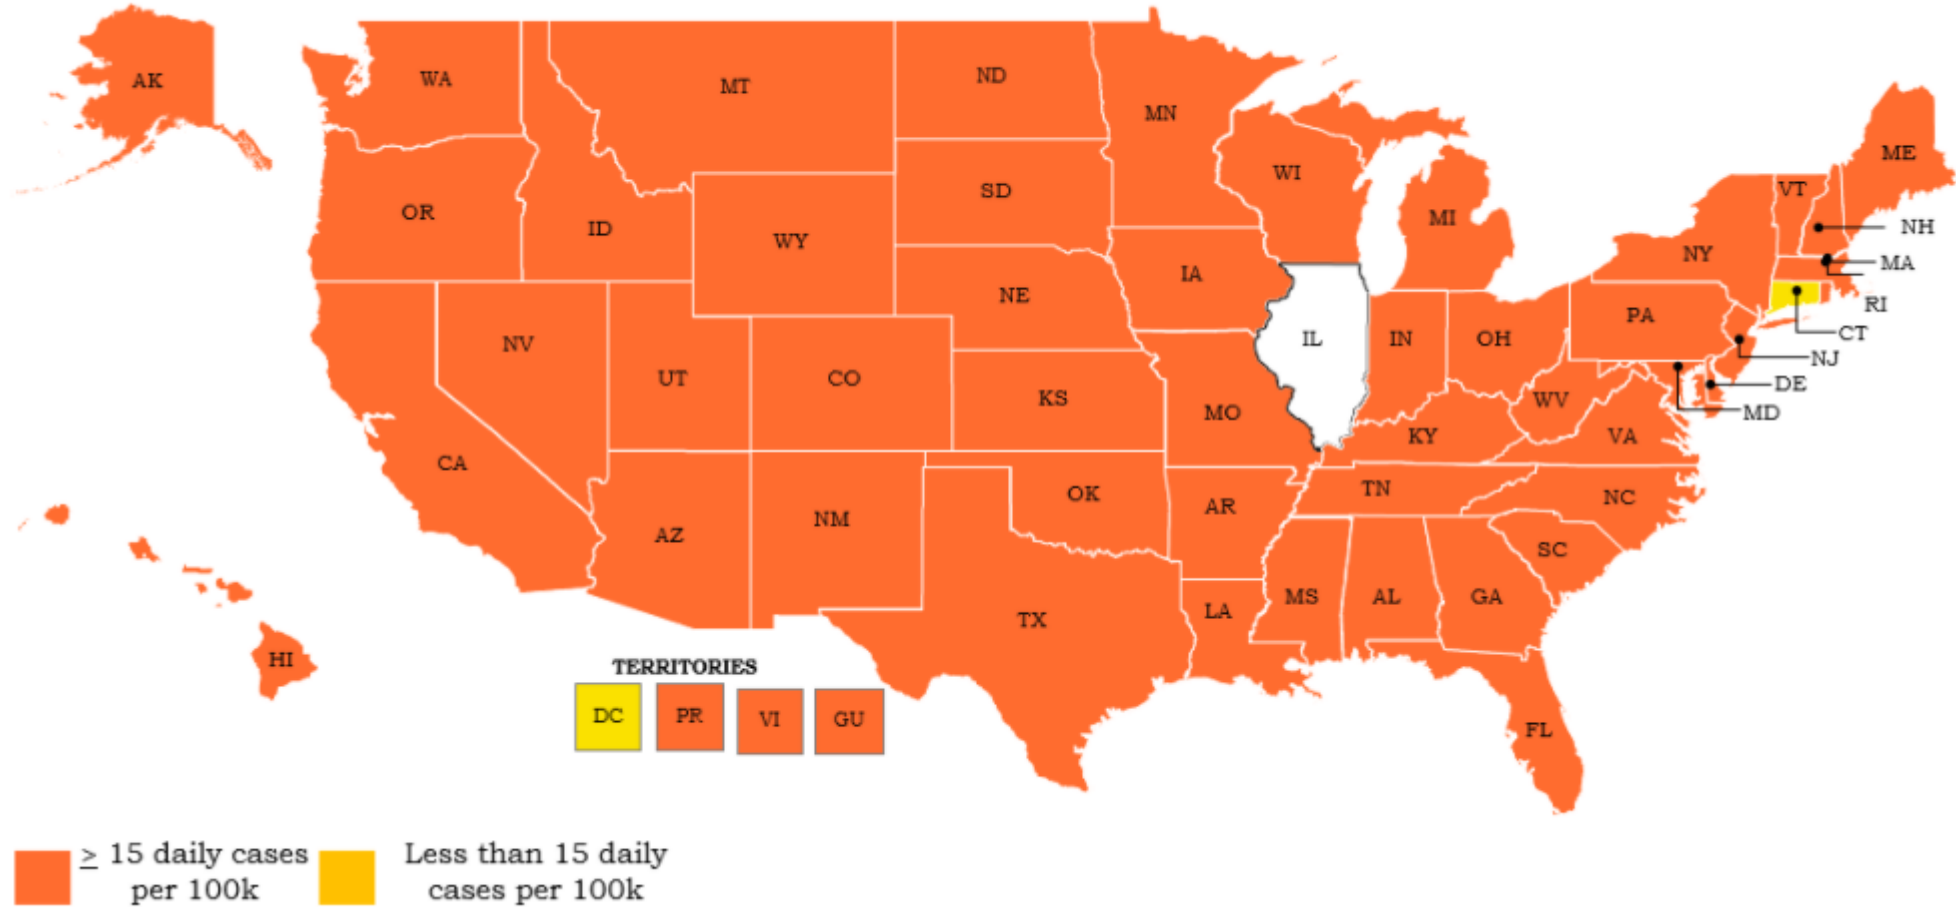 AK
WA
MT
ND
MN
ME
VT
WI
SD
OR
MI
ID
NH
WY
NY
MA
IA
NE
RI
PA
CT
IL
IN
OH
NV
NJ
UT
CO
DE
KS
WV
MO
MD
KY
VA
CA
TN
OK
NC
AR
NM
AZ
SC
MS
AL
GA
LA
TX
HI
TERRITORIES
DC
PR
VI
GU
FL
≥ 15 daily cases
per 100k
Less than 15 daily
cases per 100k